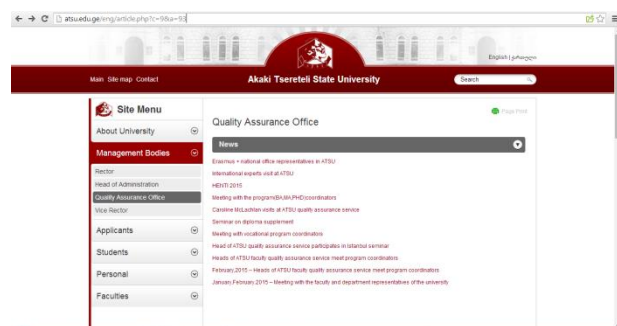 atsu.edu.ge/eng/article.php?c=98&a=93
English | ქართული
Main Site map Contact
Akaki Tsereteli State University
Search
Site Menu
About University
Management Bodies
Rector
Head of Administration
Quality Assurance Office
Vice Rector
Applicants
Students
Personal
Faculties
Page Print
Quality Assurance Office
News
Erasmus + national office representatives in ATSU
International experts visit at ATSU
HENTI 2015
Meeting with the program(BA,MA,PHD)coordinators
Caroline McLachlan visits at ATSU quality assurance service
Seminar on diploma supplement
Meeting with vocational program coordinators
Head of ATSU quality assurance service participates in Istanbul seminar
Heads of ATSU faculty quality assurance service meet program coordinators
February,2015 – Heads of ATSU faculty quality assurance service meet program coordinators
January,February 2015 – Meeting with the faculty and department representatives of the university